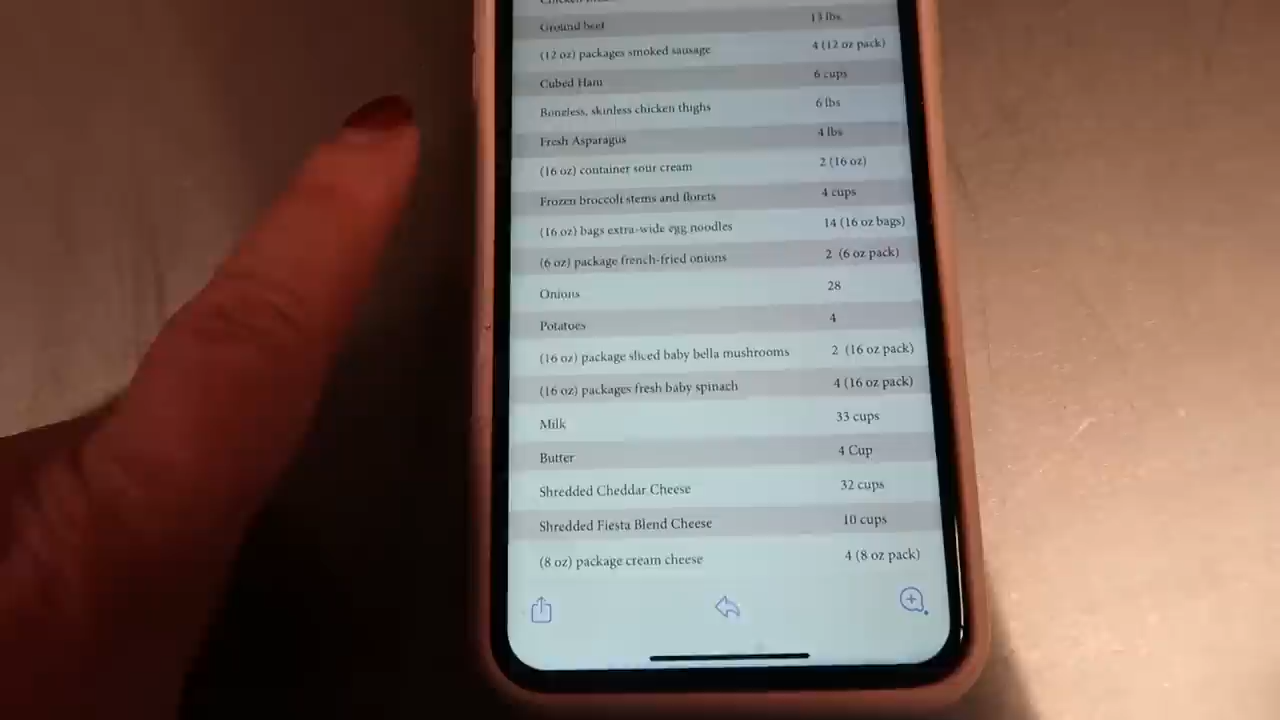 Chicken
Ground beef 13 lbs
(12 oz) packages smoked sausage 4 (12 oz pack)
Cubed Ham 6 cups
Boneless, skinless chicken thighs 6 lbs
Fresh Asparagus 4 lbs
(16 oz) container sour cream 2 (16 oz)
Frozen broccoli stems and florets 4 cups
(16 oz) bags extra-wide egg noodles 14 (16 oz bags)
(6 oz) package french-fried onions 2 (6 oz pack)
Onions 28
Potatoes 4
(16 oz) package sliced baby bella mushrooms 2 (16 oz pack)
(16 oz) packages fresh baby spinach 4 (16 oz pack)
Milk 33 cups
Butter 4 Cup
Shredded Cheddar Cheese 32 cups
Shredded Fiesta Blend Cheese 10 cups
(8 oz) package cream cheese 4 (8 oz pack)